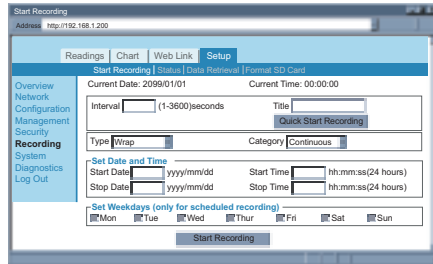 Start Recording
Address http://192.168.1.200
Readings Chart Web Link Setup
Start Recording | Status | Data Retrieval | Format SD Card
Overview
Network
Configuration
Management
Security
Recording
System
Diagnostics
Log Out
Current Date: 2099/01/01 Current Time: 00:00:00
Interval (1-3600)seconds Title
Quick Start Recording
Type Wrap Category Continuous
Set Date and Time
Start Date yyyy/mm/dd Start Time hh:mm:ss(24 hours)
Stop Date yyyy/mm/dd Stop Time hh:mm:ss(24 hours)
Set Weekdays (only for scheduled recording)
Mon Tue Wed Thur Fri Sat Sun
Start Recording